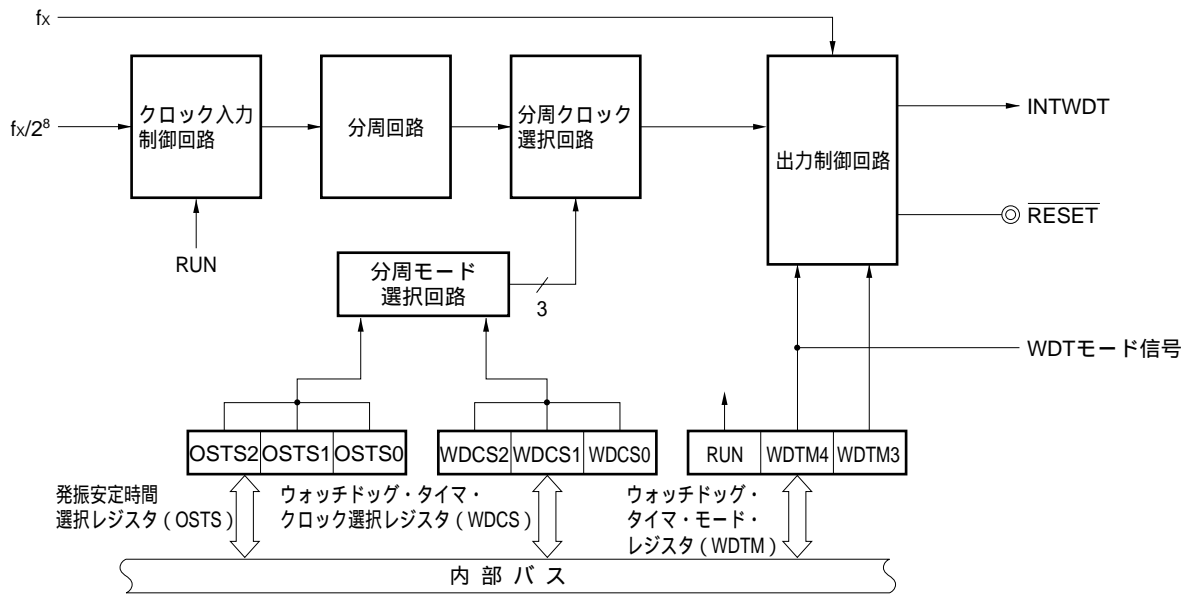 fX
fX/2⁸
クロック入力
制御回路
分周回路
分周クロック
選択回路
出力制御回路
INTWDT
RESET
RUN
分周モード
選択回路
3
WDTモード信号
OSTS2 OSTS1 OSTS0
WDCS2 WDCS1 WDCS0
RUN WDTM4 WDTM3
発振安定時間
選択レジスタ(OSTS)
ウォッチドッグ・タイマ・
クロック選択レジスタ(WDCS)
ウォッチドッグ・
タイマ・モード・
レジスタ(WDTM)
内 部 バ ス